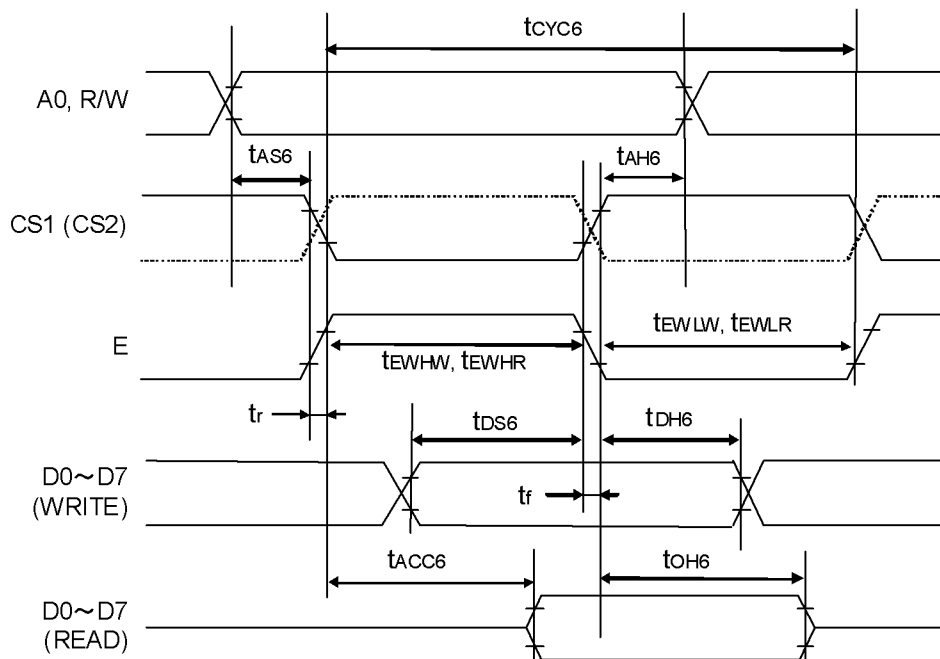 tCYC6
A0, R/W
tAS6
tAH6
CS1 (CS2)
E
tEWLW, tEWLR
tEWHW, tEWHR
tr
tDS6
tDH6
D0～D7
(WRITE)
tf
tACC6
tOH6
D0～D7
(READ)